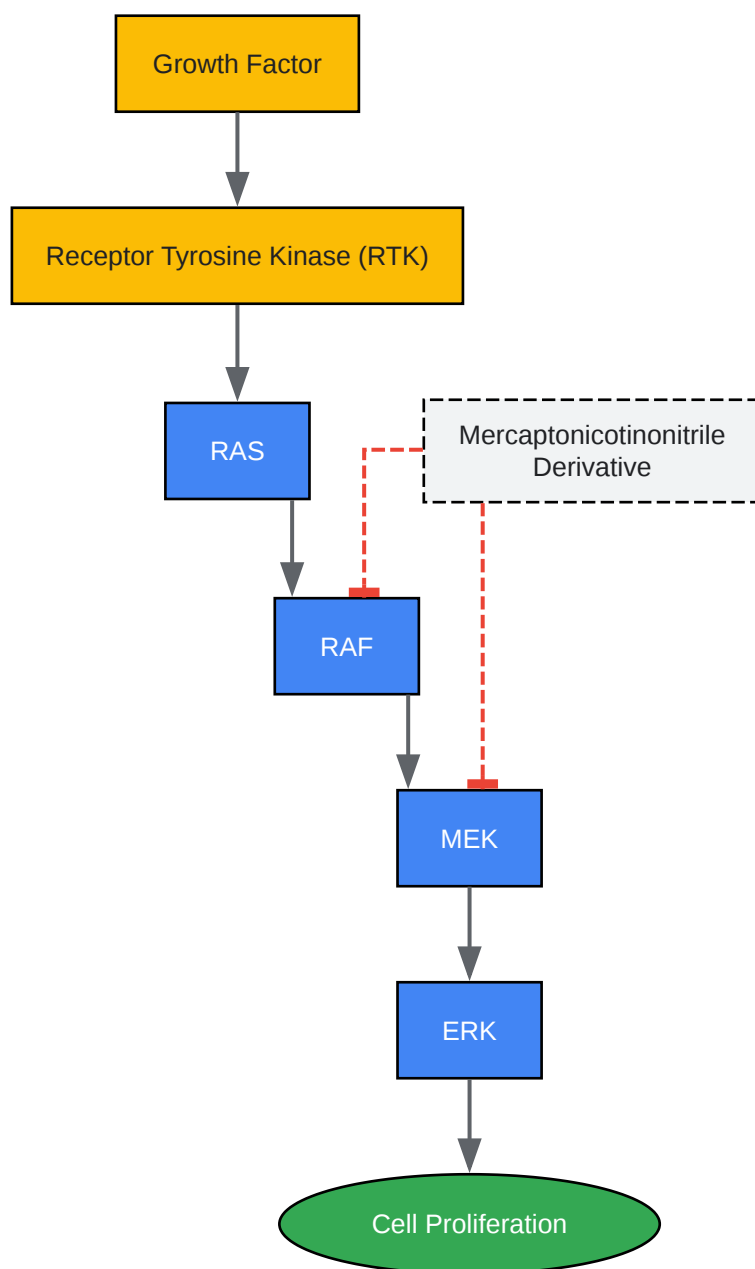 Growth Factor
Receptor Tyrosine Kinase (RTK)
RAS
Mercaptonicotinonitrile
Derivative
RAF
MEK
ERK
Cell Proliferation